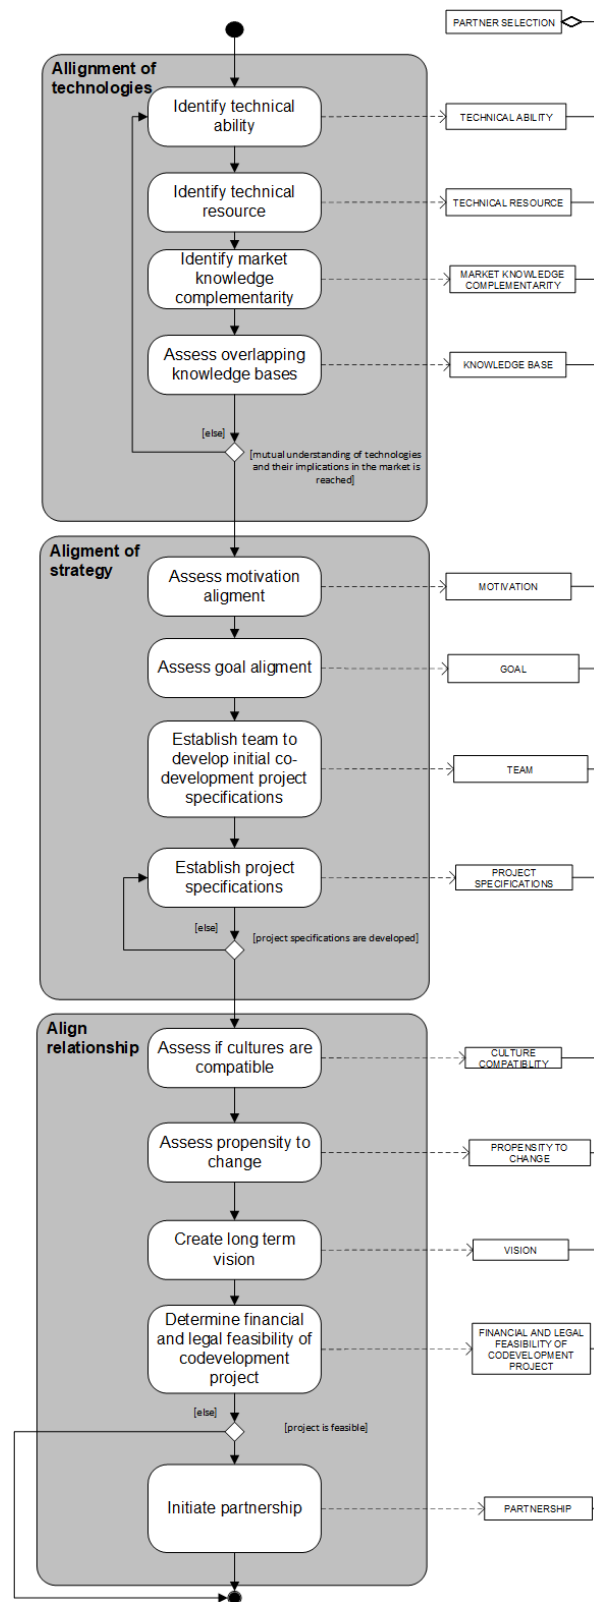 PARTNER SELECTION
Allignment of
technologies
Identify technical
ability
TECHNICAL ABILITY
Identify technical
resource
TECHNICAL RESOURCE
Identify market
knowledge
complementarity
MARKET KNOWLEDGE
COMPLEMENTARITY
Assess overlapping
knowledge bases
KNOWLEDGE BASE
[else]
[mutual understanding of technologies
and their implications in the market is
reached]
Aligment of
strategy
Assess motivation
aligment
MOTIVATION
Assess goal aligment
GOAL
Establish team to
develop initial co-
development project
specifications
TEAM
Establish project
specifications
PROJECT
SPECIFICATIONS
[else]
[project specifications are developed]
Align
relationship
Assess if cultures are
compatible
CULTURE
COMPATIBLITY
Assess propensity to
change
PROPENSITY TO
CHANGE
Create long term
vision
VISION
Determine financial
and legal feasibility of
codevelopment
project
FINANCIAL AND LEGAL
FEASIBILITY OF
CODEVELOPMENT
PROJECT
[else]
[project is feasible]
Initiate partnership
PARTNERSHIP